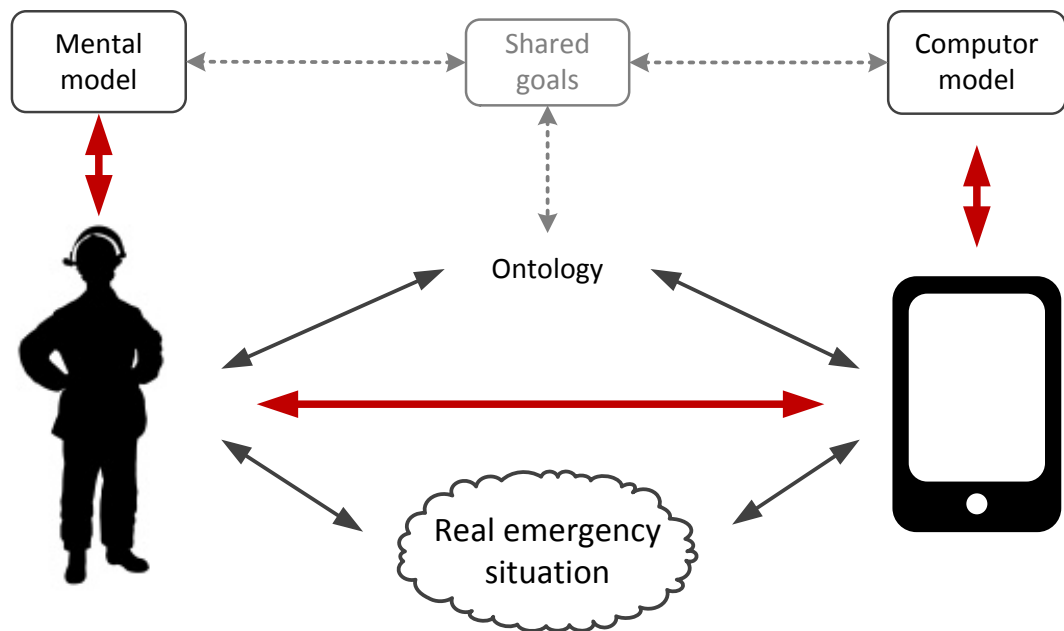 Mental
model
Shared
goals
Computor
model
Ontology
Real emergency
situation